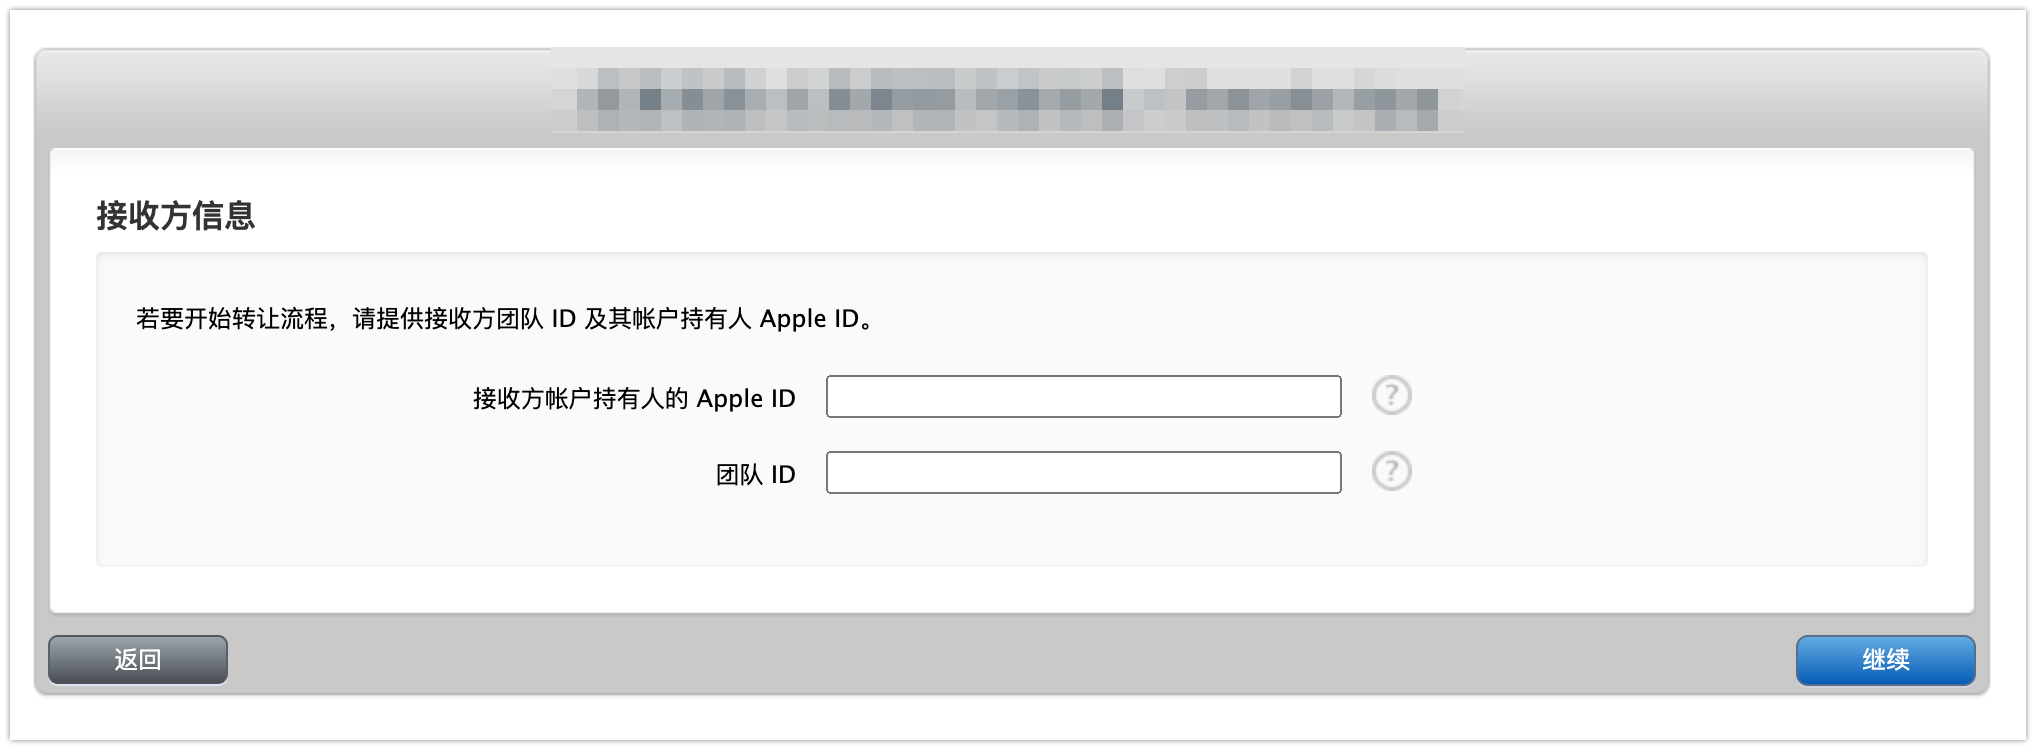 接收方信息
若要开始转让流程，请提供接收方团队 ID 及其帐户持有人 Apple ID。
接收方帐户持有人的 Apple ID
?
团队 ID
?
返回
继续